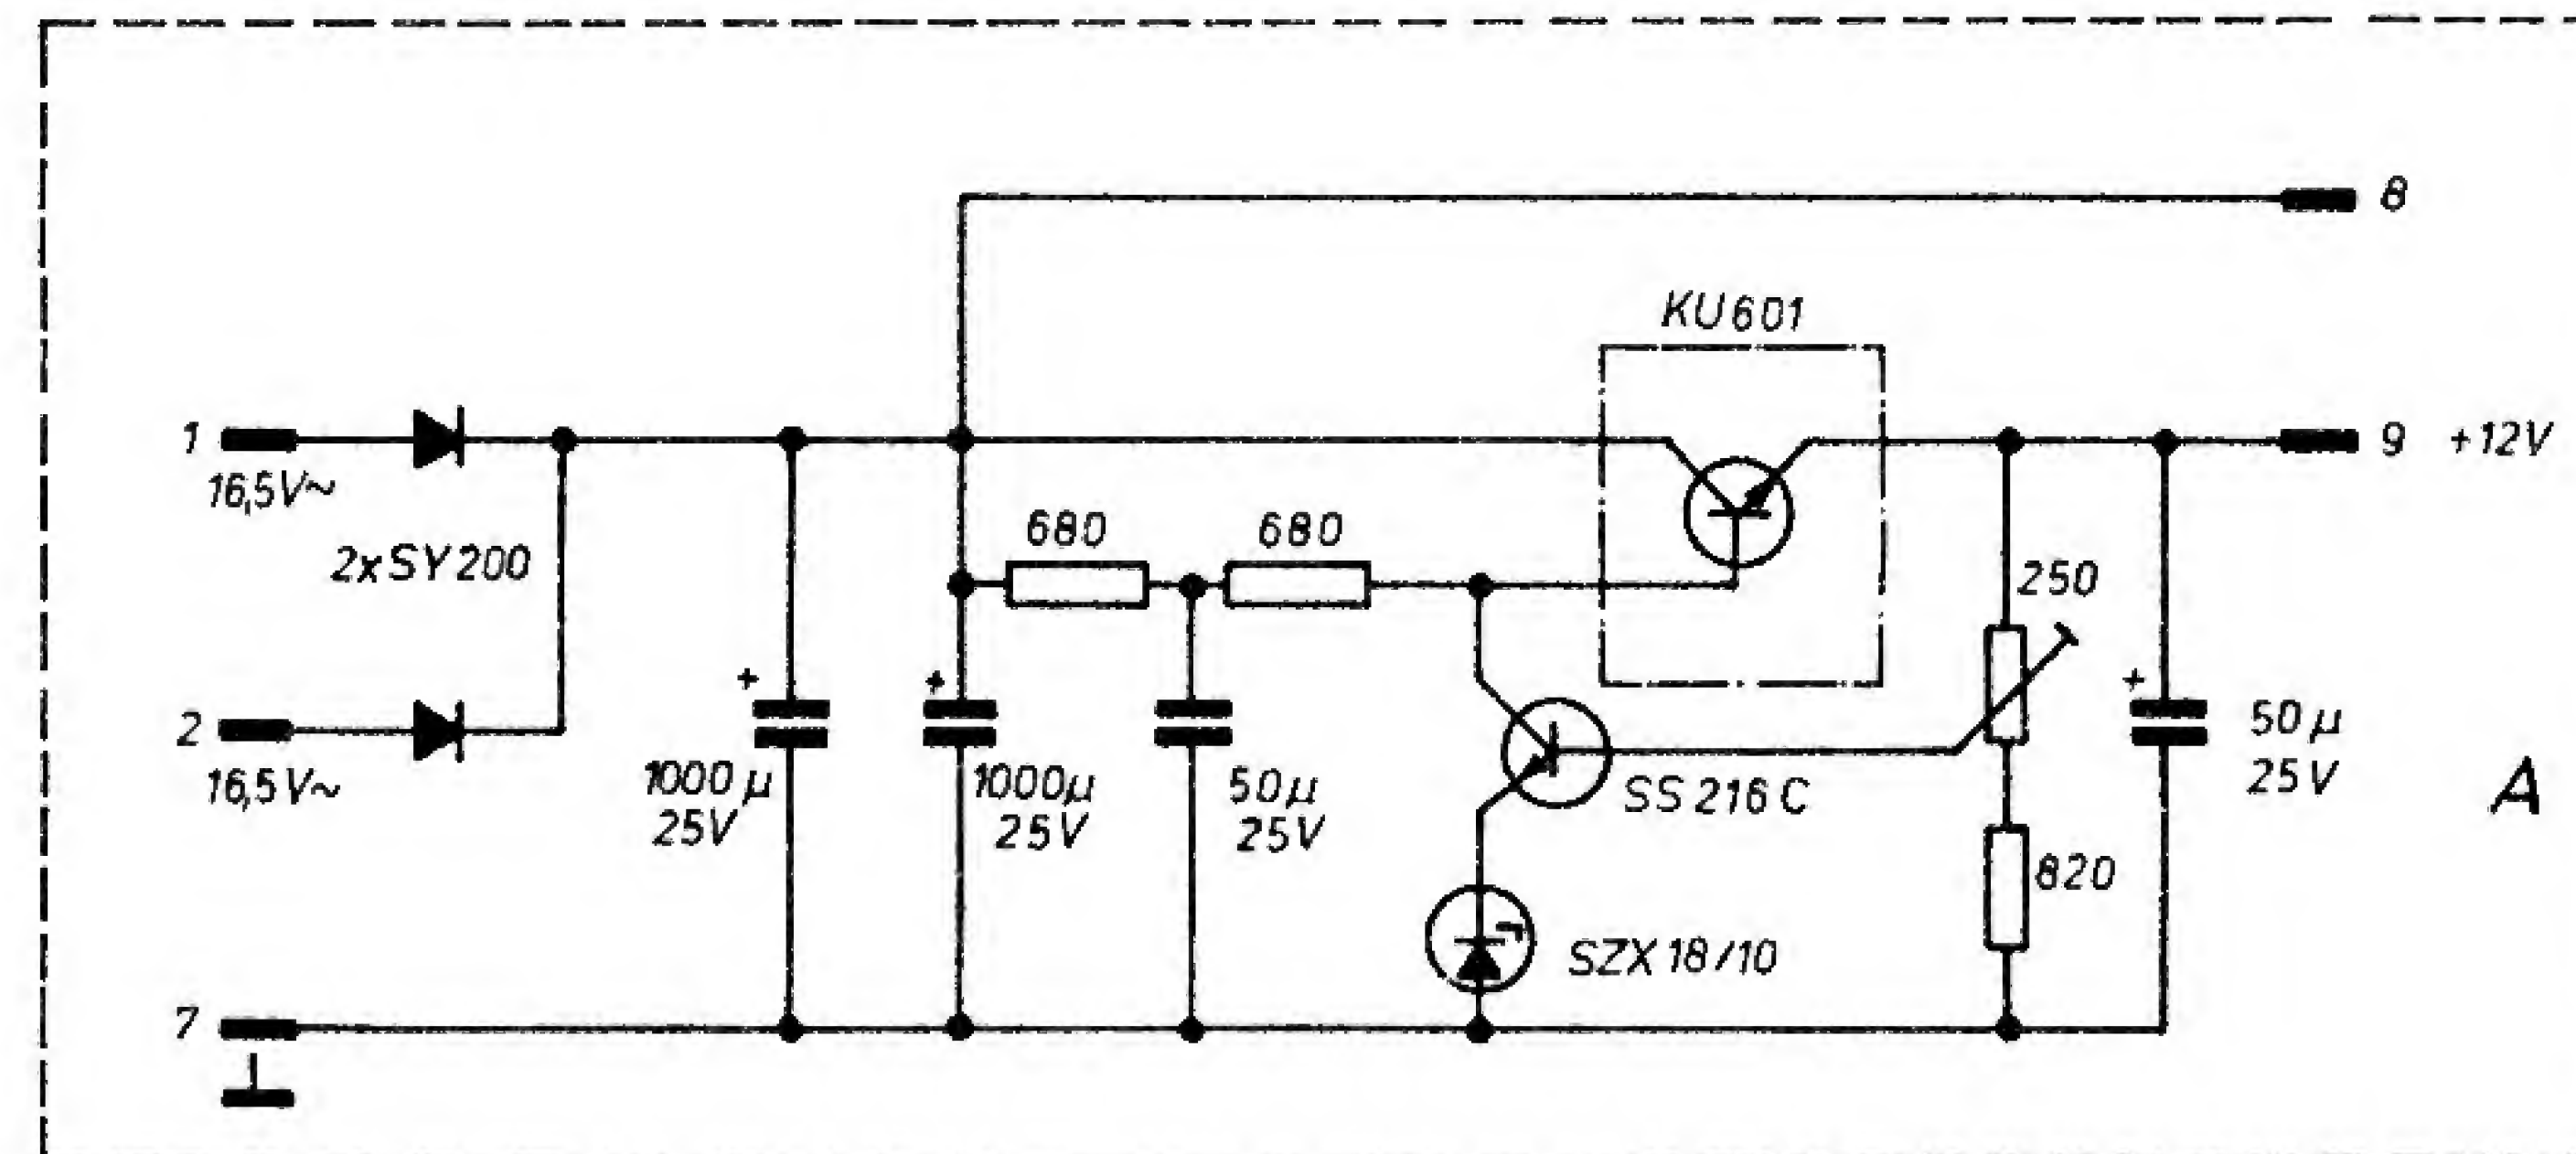 8
KU601
1
16,5V~
9 +12V
680
680
2xSY200
250
+
+
+
2
16,5V~
1000µ
25V
1000µ
25V
50µ
25V
SS216C
50µ
25V
A
820
SZX18/10
7